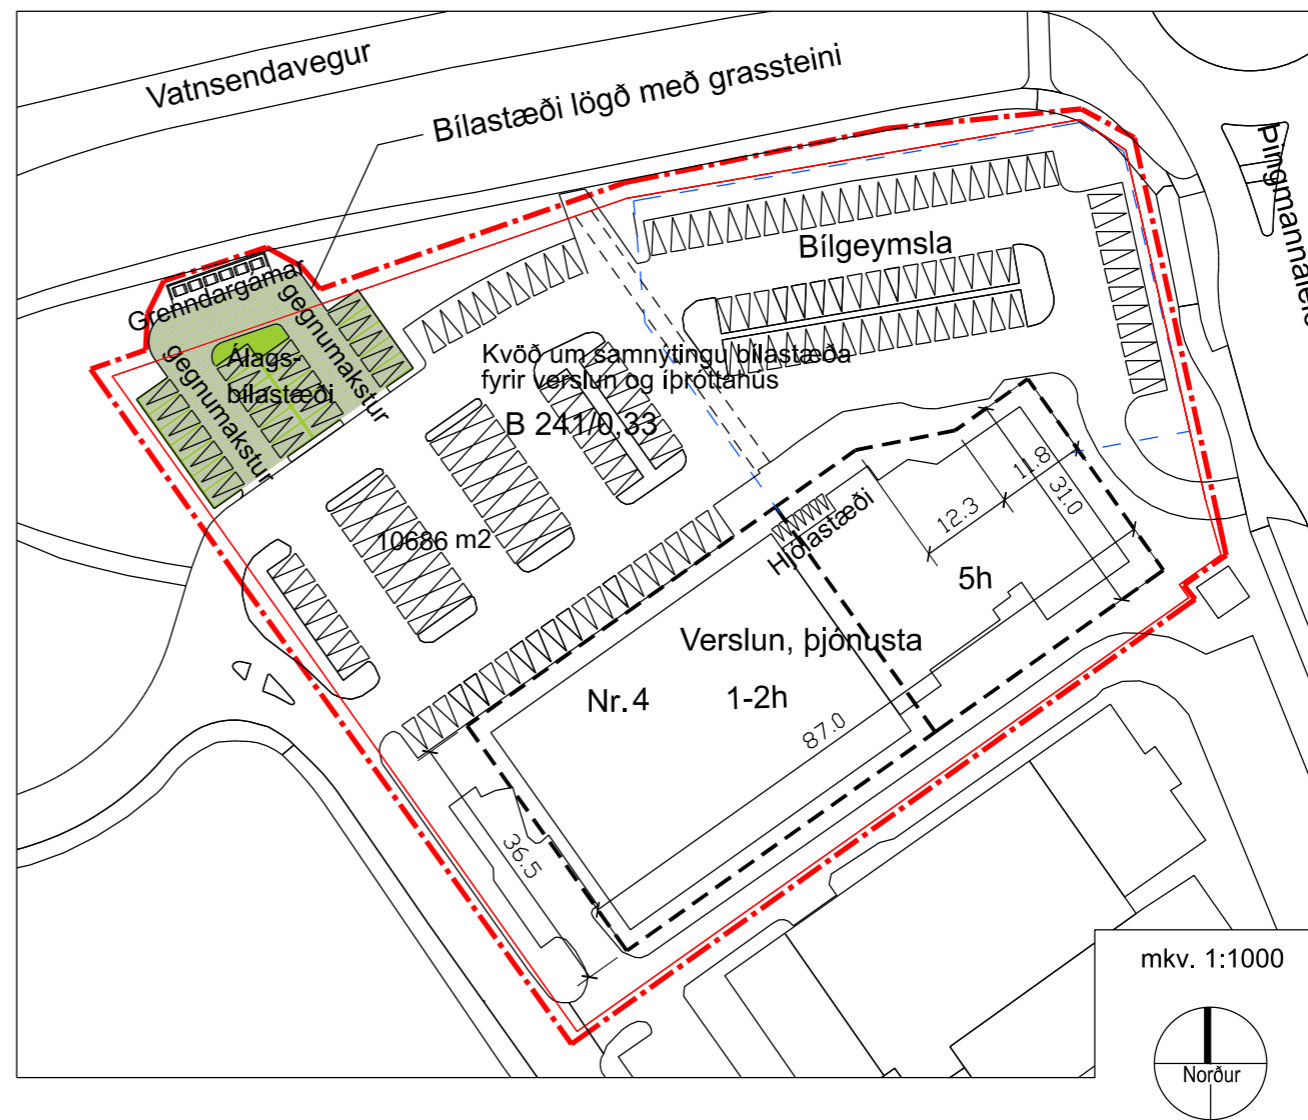 Vatnsendavegur
Bílastæði lögð með grassteini
Bílgeymsla
Grenndargámar
gegnumakstur
gegnumakstur
Álags-
bílastæði
Kvöð um samnýtingu bílastæða
fyrir verslun og íþróttahús
B 241/0,33
10686 m2
Hjólastæði
11.8
12.3
31.0
5h
Verslun, þjónusta
Nr.4
1-2h
87.0
36.5
mkv. 1:1000
Norður